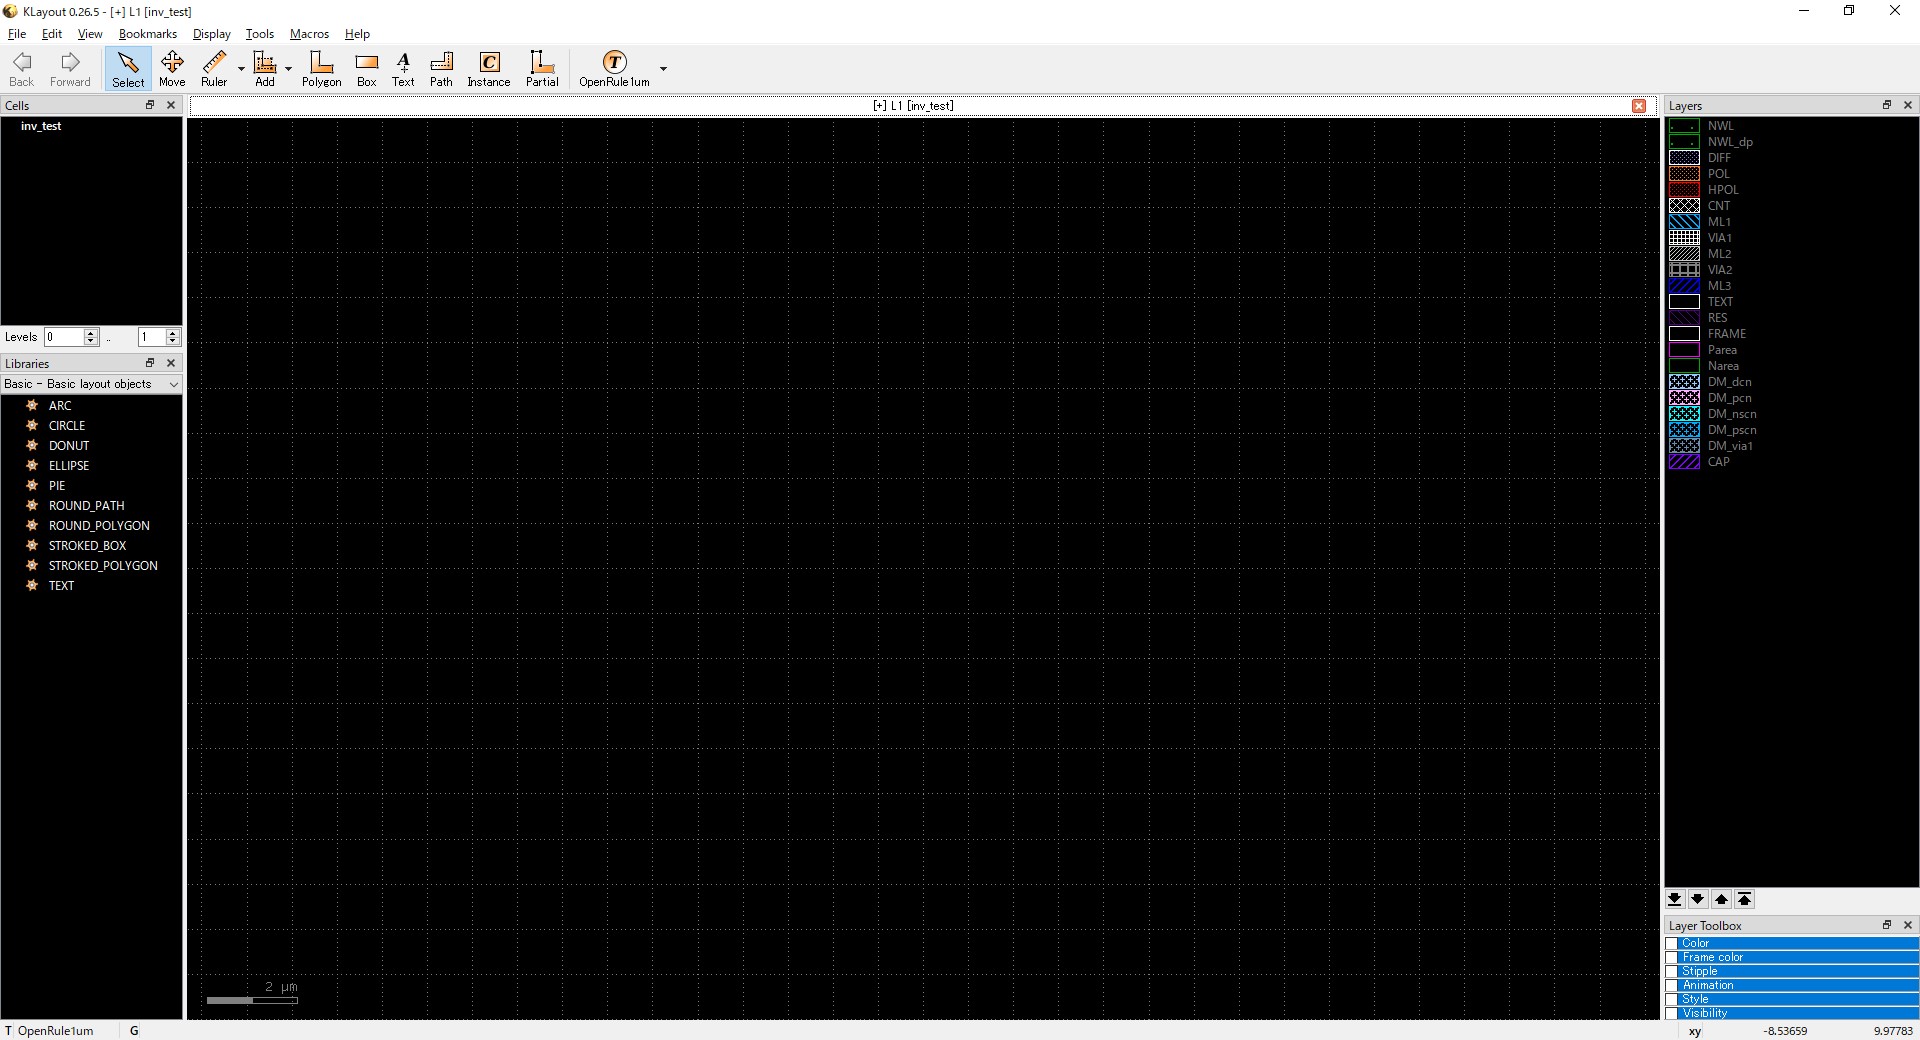 KLayout 0.26.5 - [+] L1 [inv_test]
File Edit View Bookmarks Display Tools Macros Help
Back Forward Select Move Ruler Add Polygon Box Text Path Instance Partial OpenRule1um
Cells
inv_test
Levels 0 .. 1
Libraries
Basic - Basic layout objects
ARC
CIRCLE
DONUT
ELLIPSE
PIE
ROUND_PATH
ROUND_POLYGON
STROKED_BOX
STROKED_POLYGON
TEXT
[+] L1 [inv_test]
2 μm
Layers
NWL
NWL_dp
DIFF
POL
HPOL
CNT
ML1
VIA1
ML2
VIA2
ML3
TEXT
RES
FRAME
Parea
Narea
DM_dcn
DM_pcn
DM_nscn
DM_pscn
DM_via1
CAP
Layer Toolbox
Color
Frame color
Stipple
Animation
Style
Visibility
T OpenRule1um G
xy -8.53659 9.97783